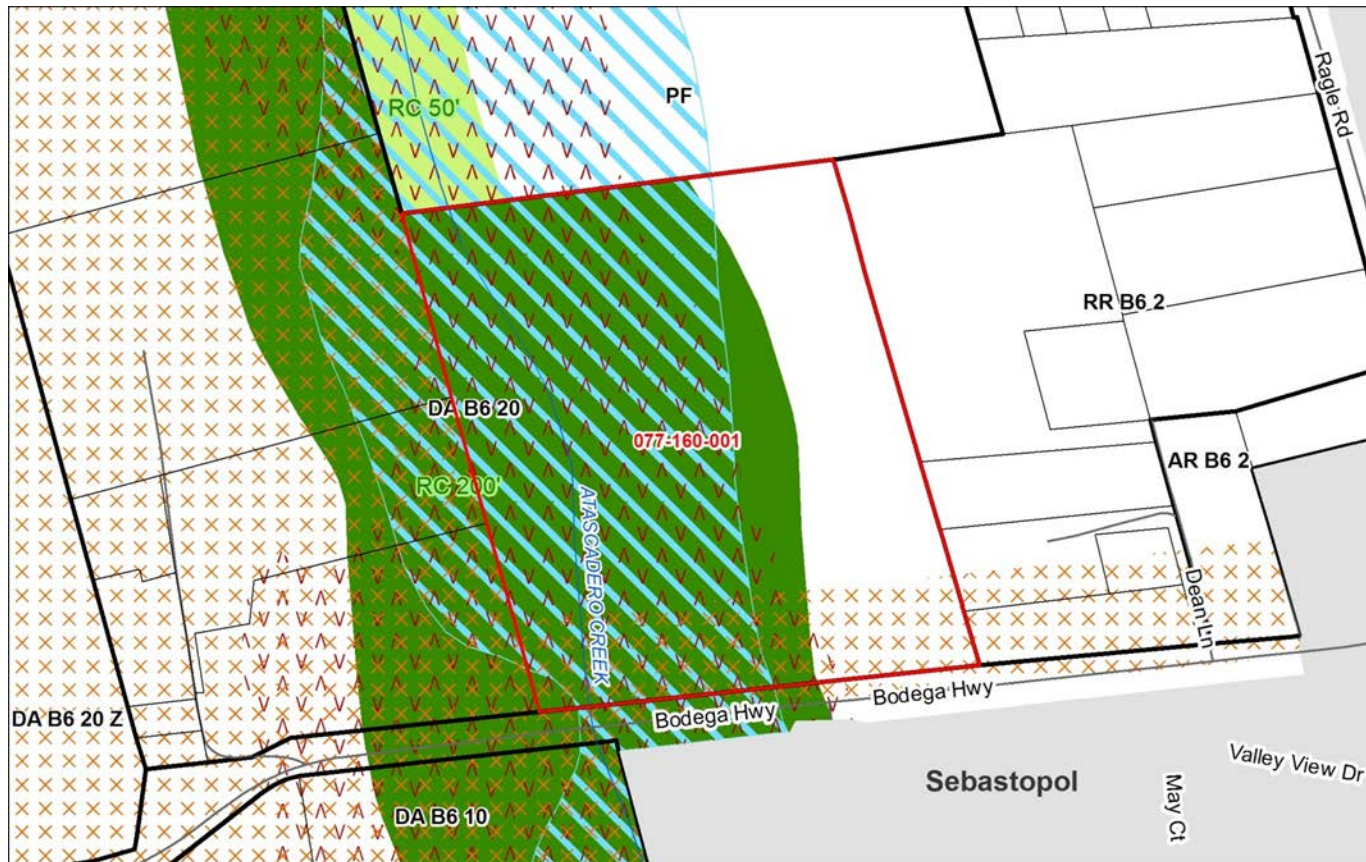 RC 50'
PF
Ragle Rd
RR B6 2
DA B6 20
077-160-001
AR B6 2
RC 200'
ATASCADERO CREEK
Dean Ln
DA B6 20 Z
Bodega Hwy
Bodega Hwy
Sebastopol
Valley View Dr
May Ct
DA B6 10